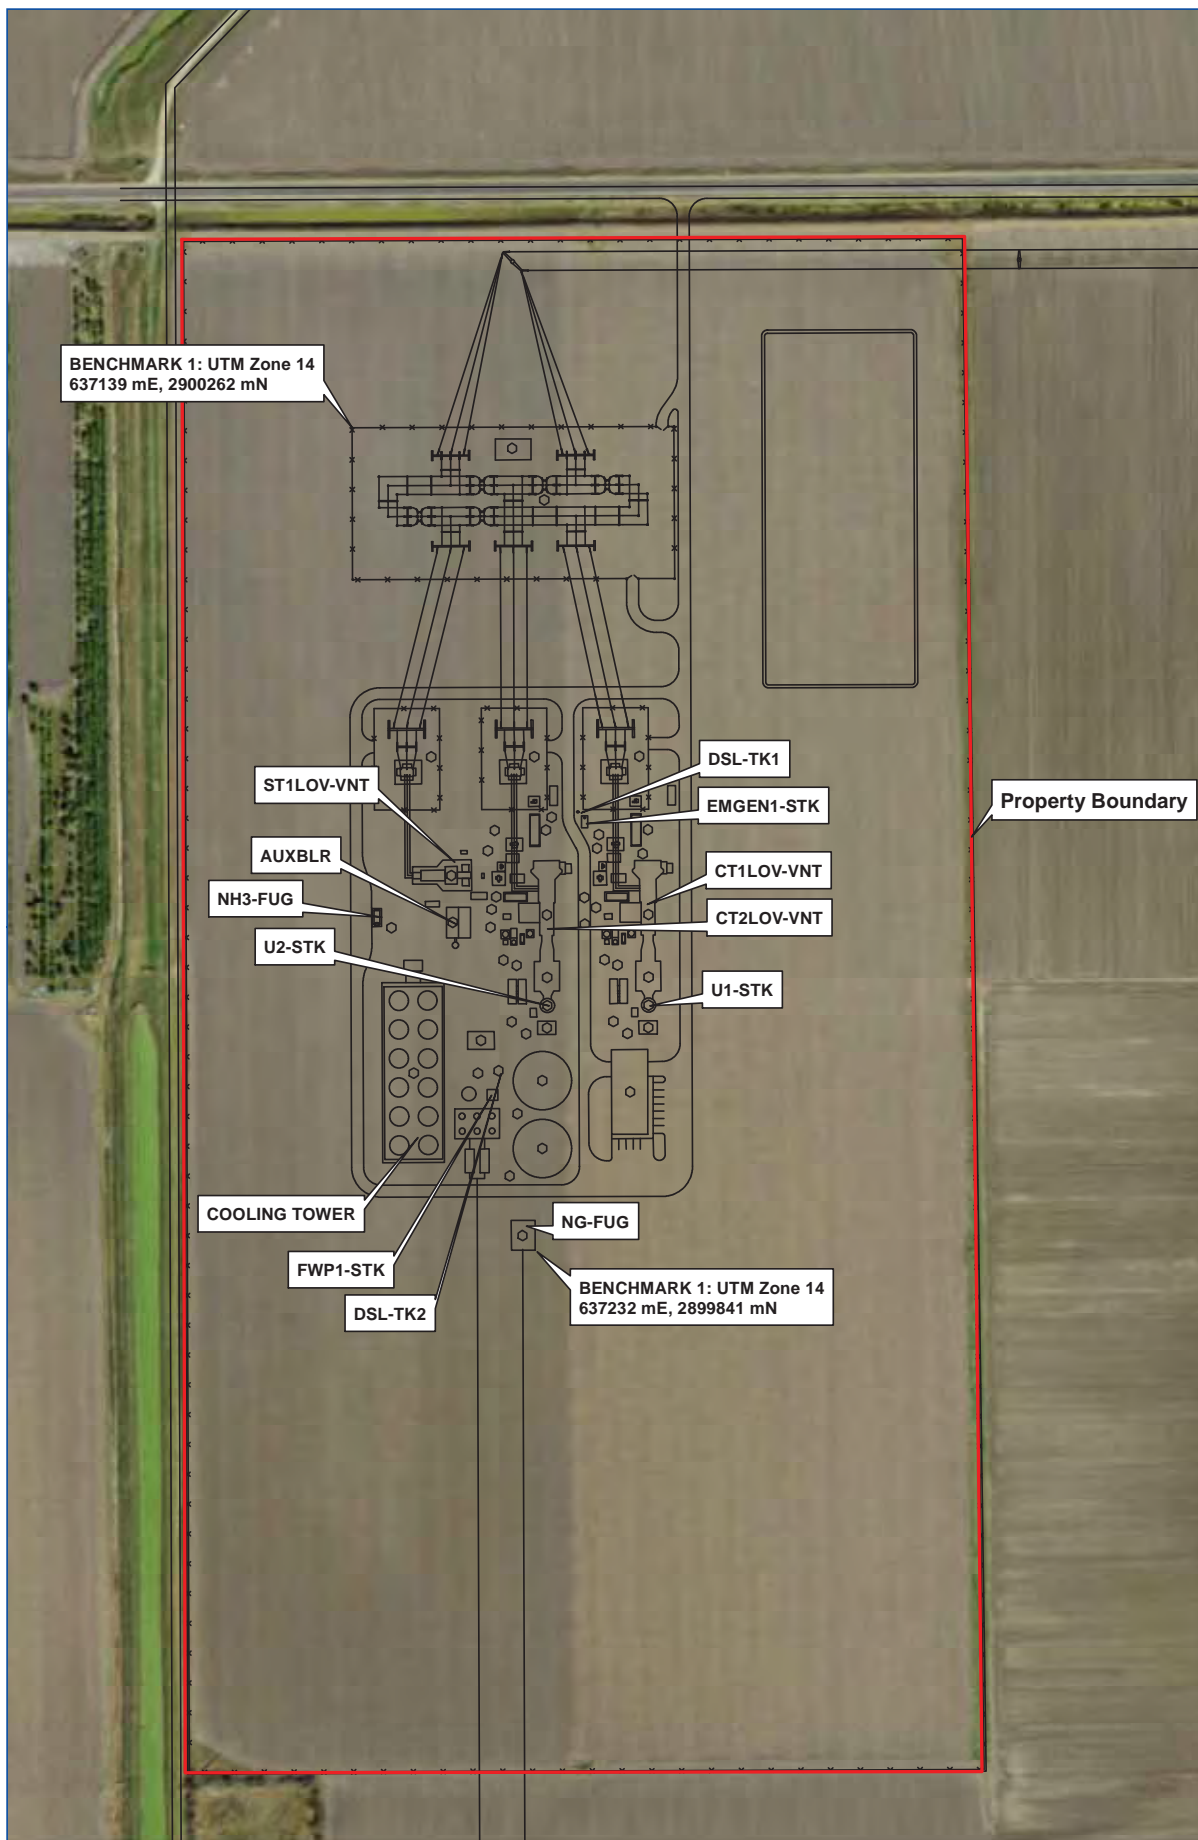 BENCHMARK 1: UTM Zone 14
637139 mE, 2900262 mN
DSL-TK1
ST1LOV-VNT
EMGEN1-STK
Property Boundary
AUXBLR
CT1LOV-VNT
NH3-FUG
CT2LOV-VNT
U2-STK
U1-STK
COOLING TOWER
NG-FUG
FWP1-STK
BENCHMARK 1: UTM Zone 14
637232 mE, 2899841 mN
DSL-TK2